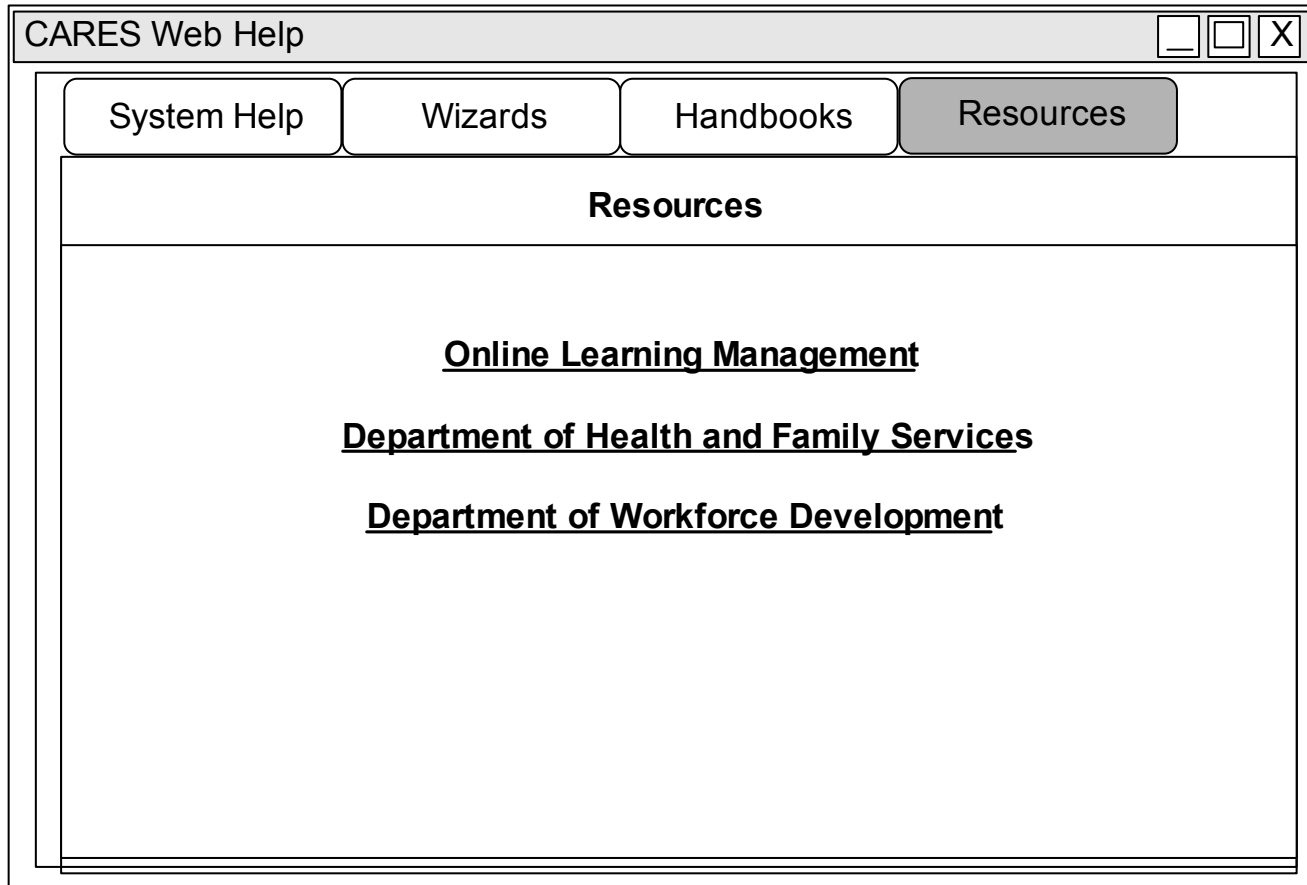 CARES Web Help
X
System Help Wizards Handbooks Resources
Resources
Online Learning Management
Department of Health and Family Services
Department of Workforce Development